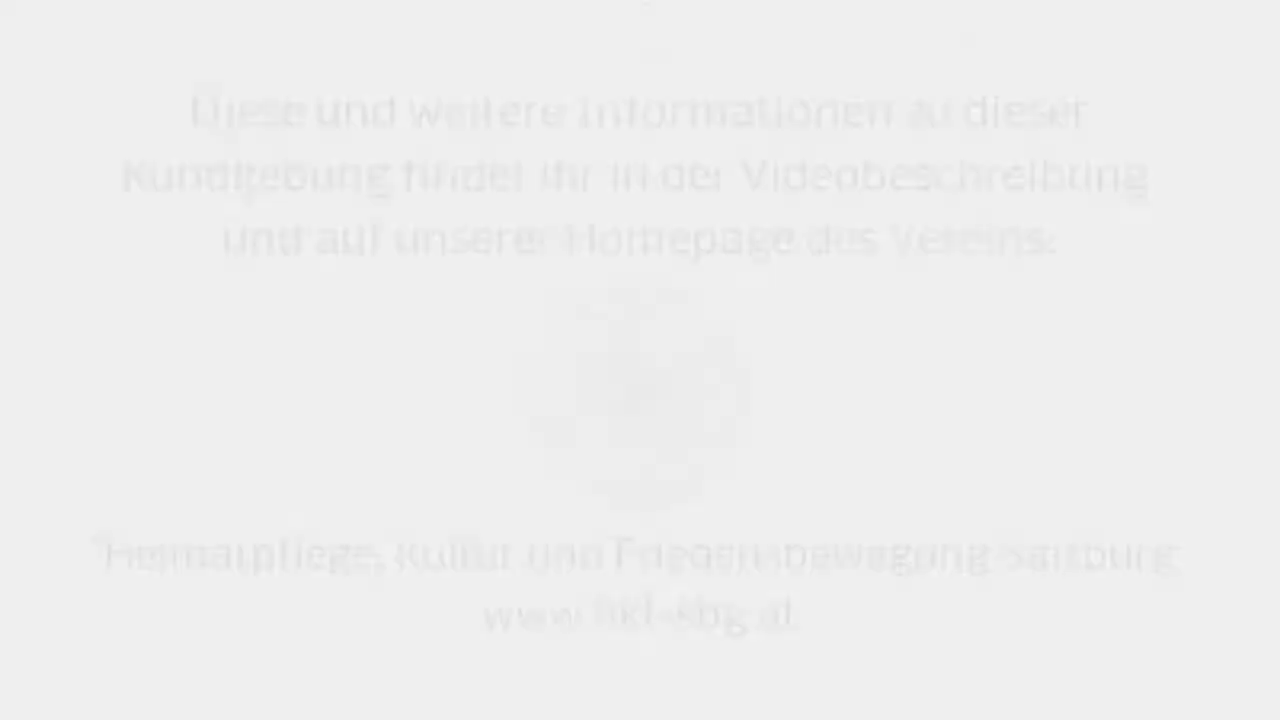 Diese und weitere Informationen zu dieser
Kundgebung findet ihr in der Videobeschreibung
und auf unserer Homepage des Vereins.
Heimatpflege, Kultur und Friedensbewegung Salzburg